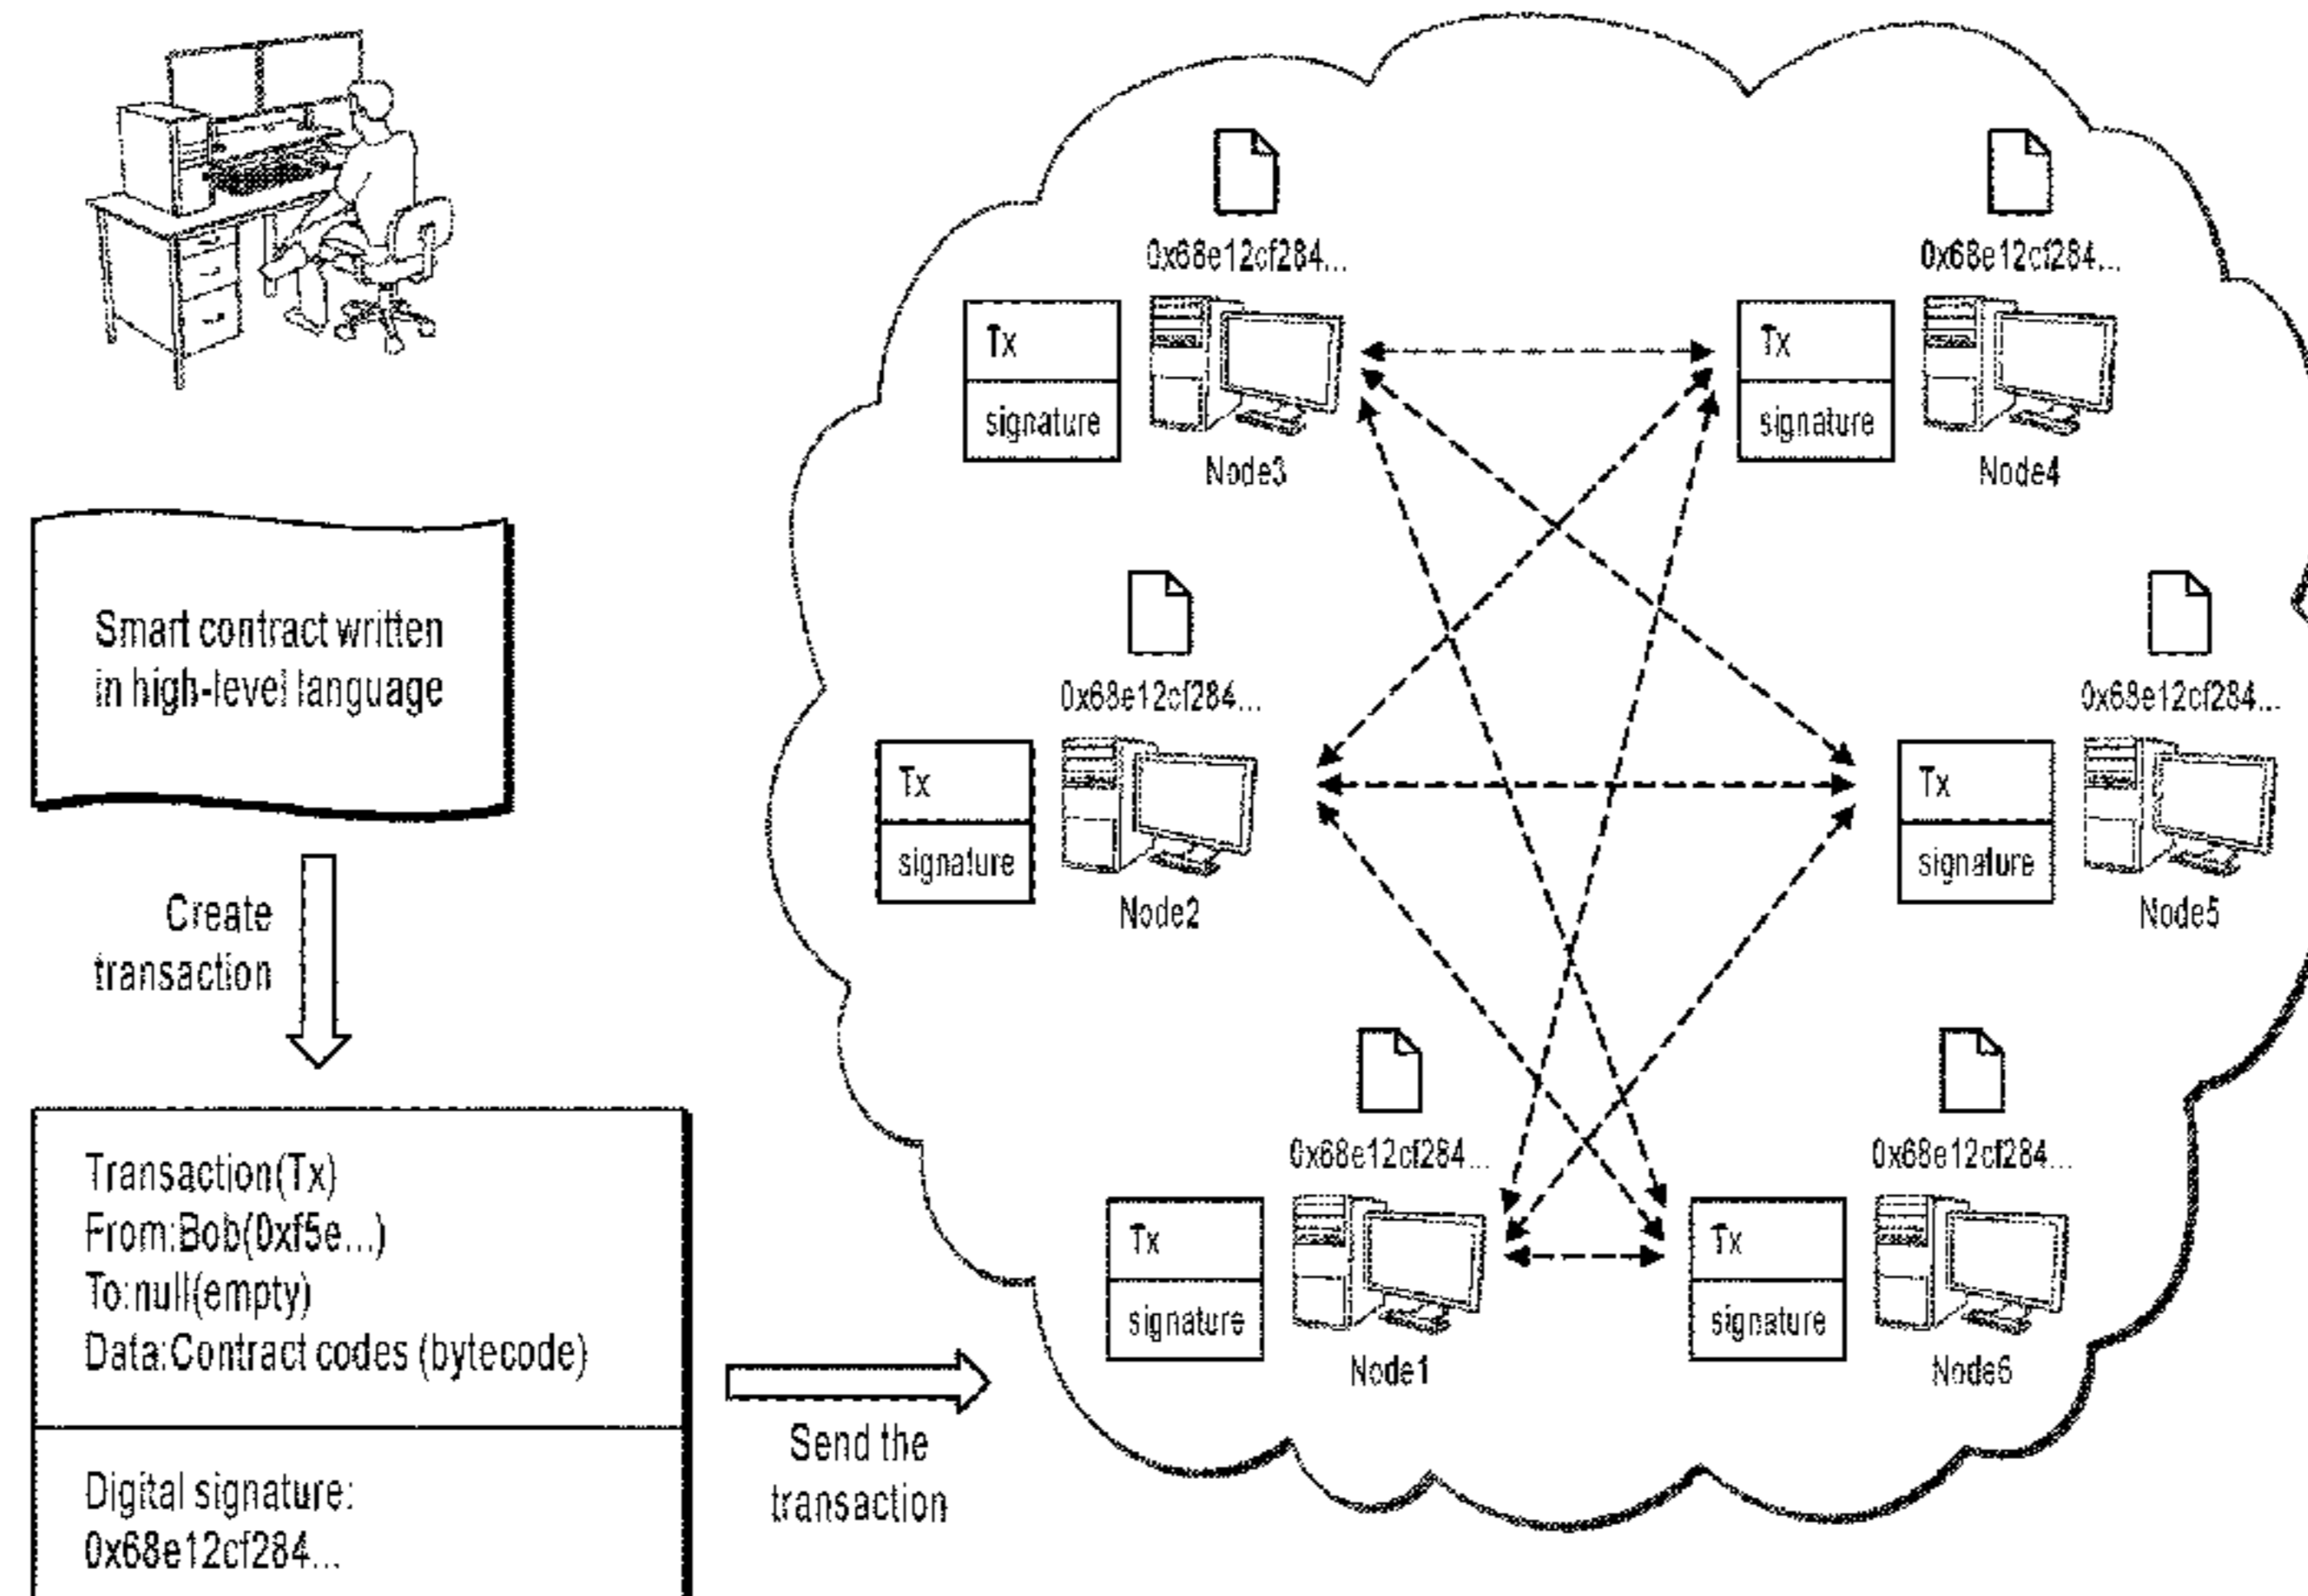 Smart contract written
in high-level language
Create
transaction
Transaction(Tx)
From:Bob(0xf5e...)
To:null(empty)
Data:Contract codes (bytecode)
Digital signature:
0x68e12cf284...
Send the
transaction
0x68e12cf284...
Tx
signature
Node3
0x68e12cf284...
Tx
signature
Node4
0x68e12cf284...
Tx
signature
Node2
0x68e12cf284...
Tx
signature
Node5
0x68e12cf284...
Tx
signature
Node1
0x68e12cf284...
Tx
signature
Node6